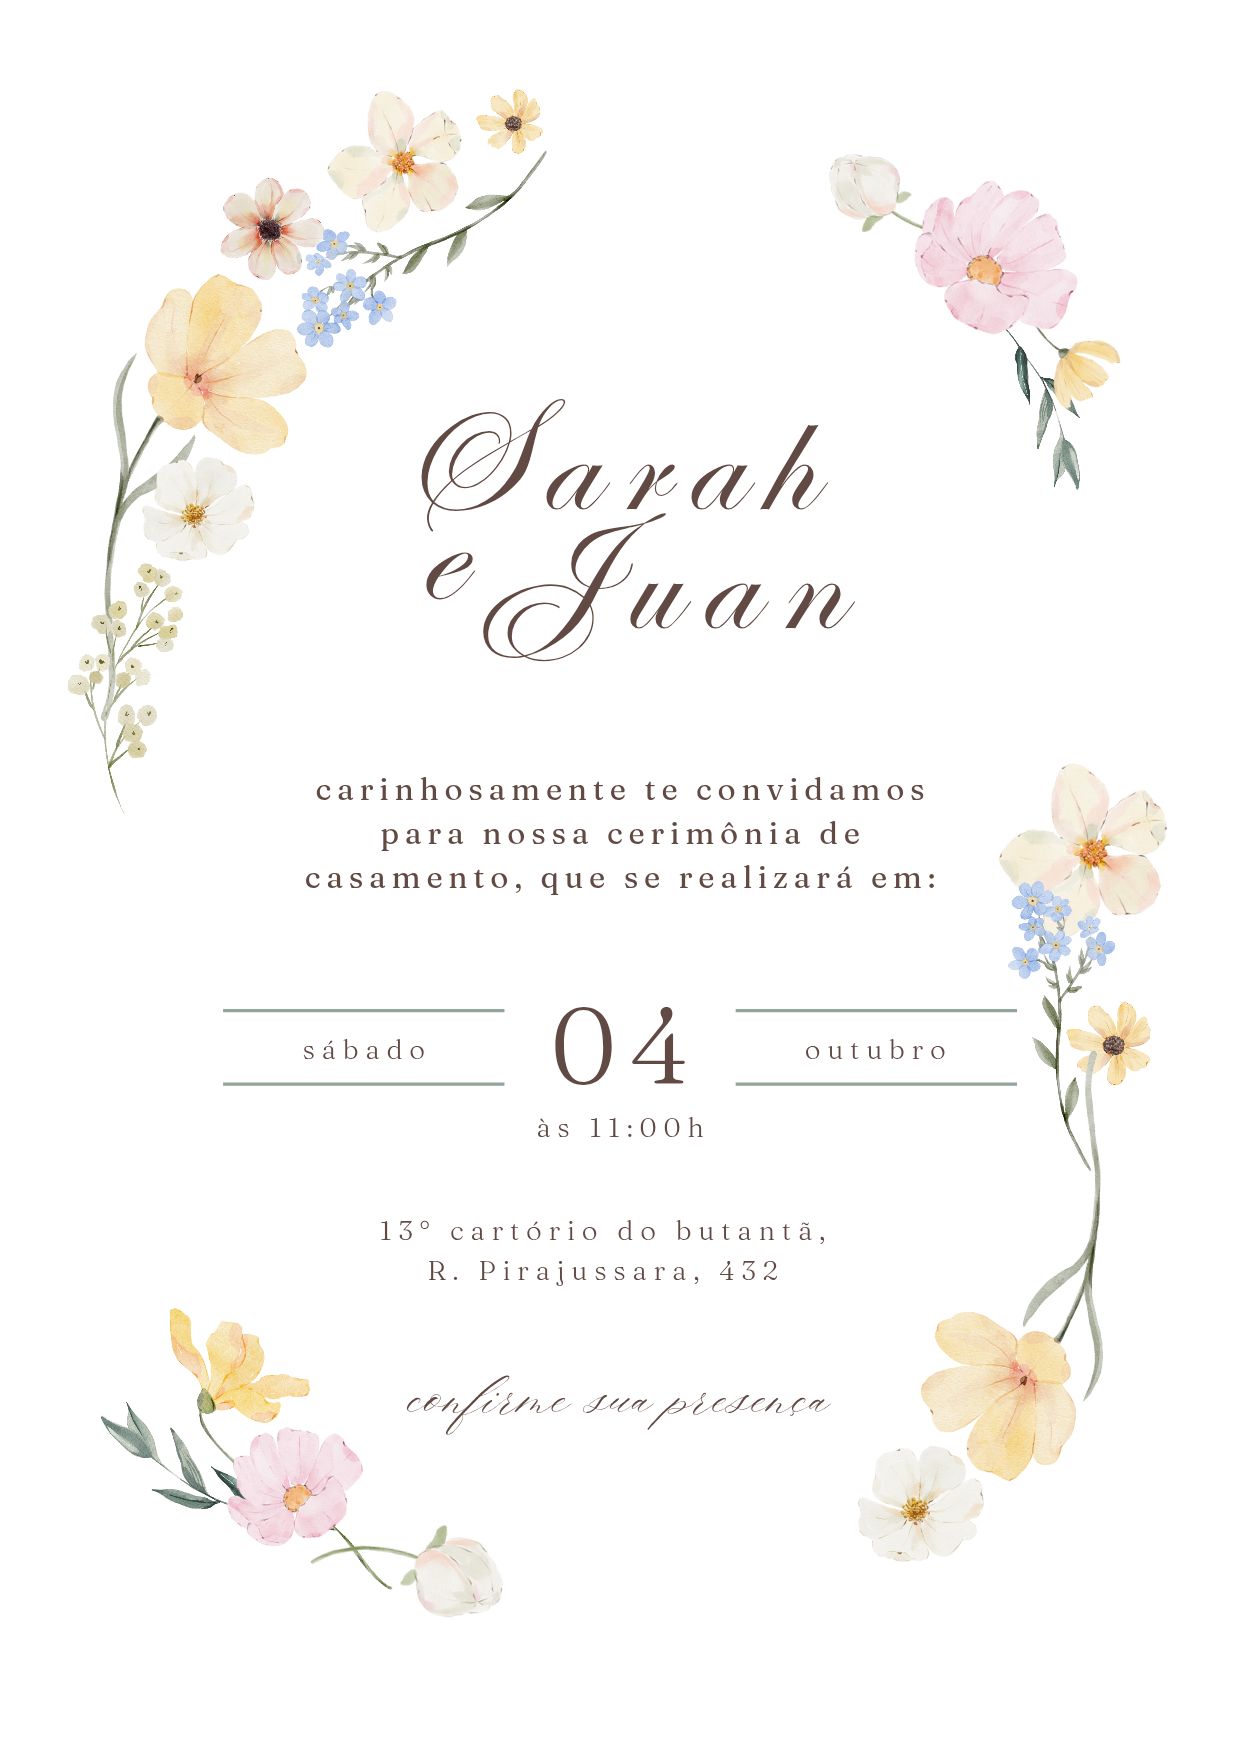 Sarah
e Juan
carinhosamente te convidamos
para nossa cerimônia de
casamento, que se realizará em:
sábado
04
outubro
às 11:00h
13° cartório do butantã,
R. Pirajussara, 432
confirme sua presença